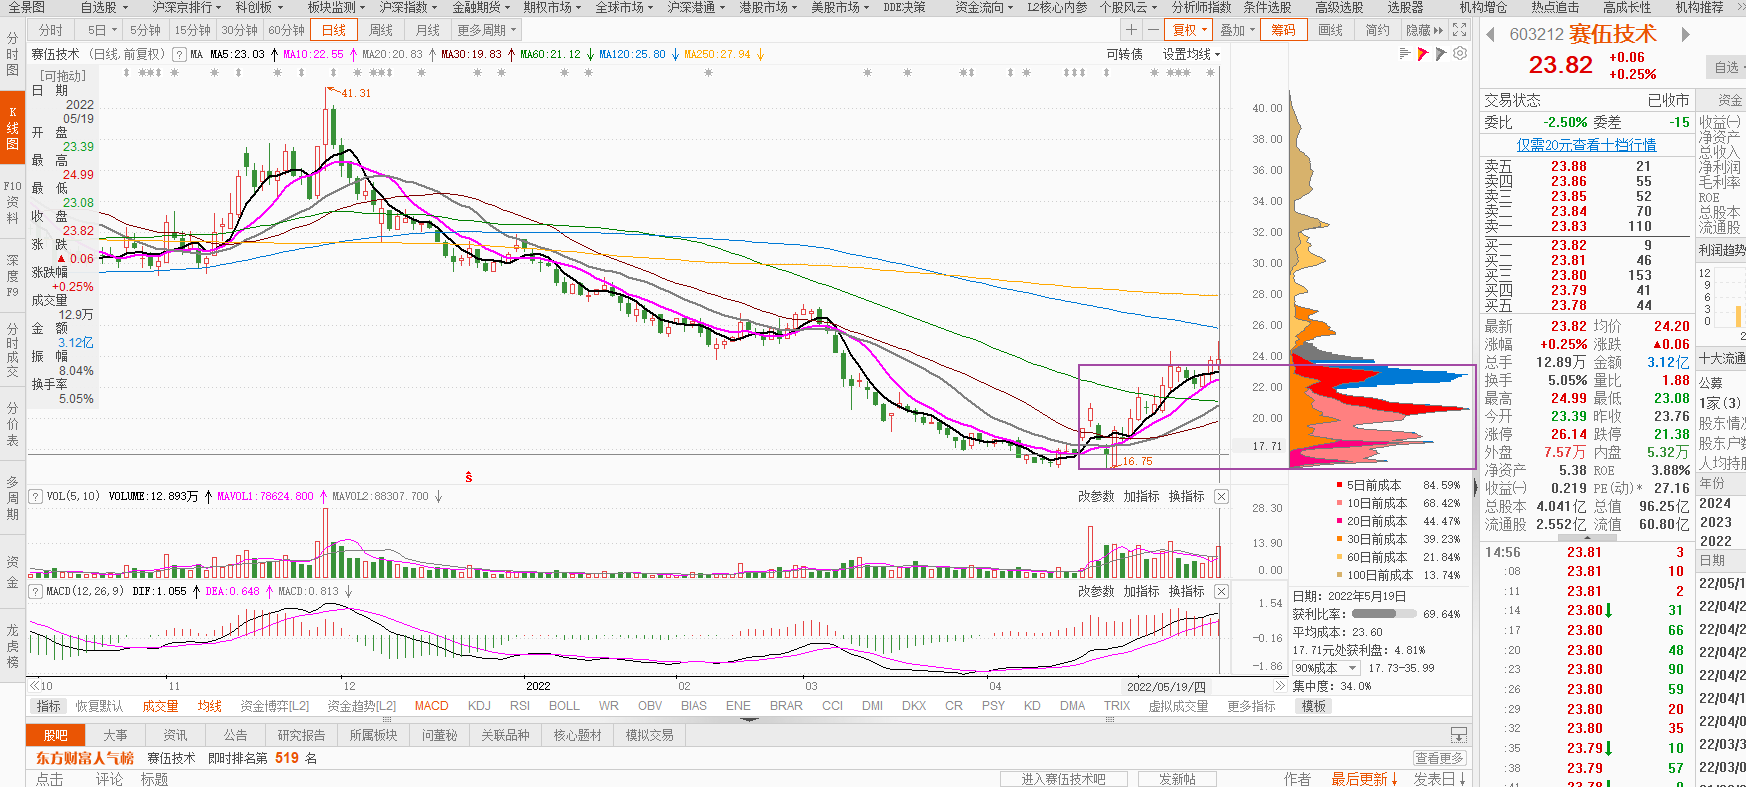 全景图 自选股 沪深京排行 科创板 板块监测 沪深指数 金融期货 期权市场 全球市场 沪深港通 港股市场 美股市场 DDE决策 资金流向 L2核心内参 个股风云 分析师指数 条件选股 高级选股 选股器 机构增仓 热点追击 高成长性 机构推荐
分时 5日 5分钟 15分钟 30分钟 60分钟 日线 周线 月线 更多周期 复权 叠加 筹码 画线 简约 隐藏
赛伍技术 (日线,前复权) ? MA MA5:23.03 MA10:22.55 MA20:20.83 MA30:19.83 MA60:21.12 MA120:25.80 MA250:27.94 可转债 设置均线
分时图
K线图
F10资料
深度F9
分时成交
分价表
多周期
资金
龙虎榜
[可拖动]
日期
2022
05/19
开盘
23.39
最高
24.99
最低
23.08
收盘
23.82
涨跌
▲0.06
涨跌幅
+0.25%
成交量
12.9万
金额
3.12亿
振幅
8.04%
换手率
5.05%
41.31
16.75
40.00
38.00
36.00
34.00
32.00
30.00
28.00
26.00
24.00
22.00
20.00
17.71
S
? VOL(5,10) VOLUME:12.893万 MAVOL1:78624.800 MAVOL2:88307.700 改参数 加指标 换指标
28.30
13.90
0.00
? MACD(12,26,9) DIF:1.055 DEA:0.648 MACD:0.813 改参数 加指标 换指标
1.54
-0.16
-1.86
10 11 12 2022 02 03 04 2022/05/19/四
5日前成本 84.59%
10日前成本 68.42%
20日前成本 44.47%
30日前成本 39.23%
60日前成本 21.84%
100日前成本 13.74%
日期：2022年5月19日
获利比率： 69.64%
平均成本：23.60
17.71元处获利盘：4.81%
90%成本 17.73-35.99
集中度：34.0%
指标 恢复默认 成交量 均线 资金博弈[L2] 资金趋势[L2] MACD KDJ RSI BOLL WR OBV BIAS ENE BRAR CCI DMI DKX CR PSY KD DMA TRIX 虚拟成交量 更多指标 模板
股吧 大事 资讯 公告 研究报告 所属板块 问董秘 关联品种 核心题材 模拟交易
东方财富人气榜 赛伍技术 即时排名第 519 名 查看更多
点击 评论 标题 进入赛伍技术吧 发新帖 作者 最后更新 发表日
603212 赛伍技术
23.82 +0.06
+0.25%
自选
交易状态 已收市
委比 -2.50% 委差 -15
仅需20元查看十档行情
卖五 23.88 21
卖四 23.86 55
卖三 23.85 52
卖二 23.84 70
卖一 23.83 110
买一 23.82 9
买二 23.81 46
买三 23.80 153
买四 23.79 41
买五 23.78 44
最新 23.82 均价 24.20
涨幅 +0.25% 涨跌 ▲0.06
总手 12.89万 金额 3.12亿
换手 5.05% 量比 1.88
最高 24.99 最低 23.08
今开 23.39 昨收 23.76
涨停 26.14 跌停 21.38
外盘 7.57万 内盘 5.32万
净资产 5.38 ROE 3.88%
收益㈠ 0.219 PE(动)* 27.16
总股本 4.041亿 总值 96.25亿
流通股 2.552亿 流值 60.80亿
14:56 23.81 3
:08 23.81 10
:11 23.81 2
:14 23.80 31
:17 23.80 66
:20 23.80 48
:23 23.80 90
:26 23.80 59
:29 23.80 20
:32 23.80 35
:35 23.79 10
:38 23.79 57
资金
收益㈠
净资产
总收入
净利润
毛利率
ROE
总股本
流通股
利润趋势
12
9
6
3
0
2
十大流通
公募
1家(3)
股东情况
股东户数
人均持股
年份
2024
2023
2022
日期
22/05/1
22/04/2
22/04/2
22/04/2
22/04/2
22/04/1
22/04/0
22/03/3
22/03/0